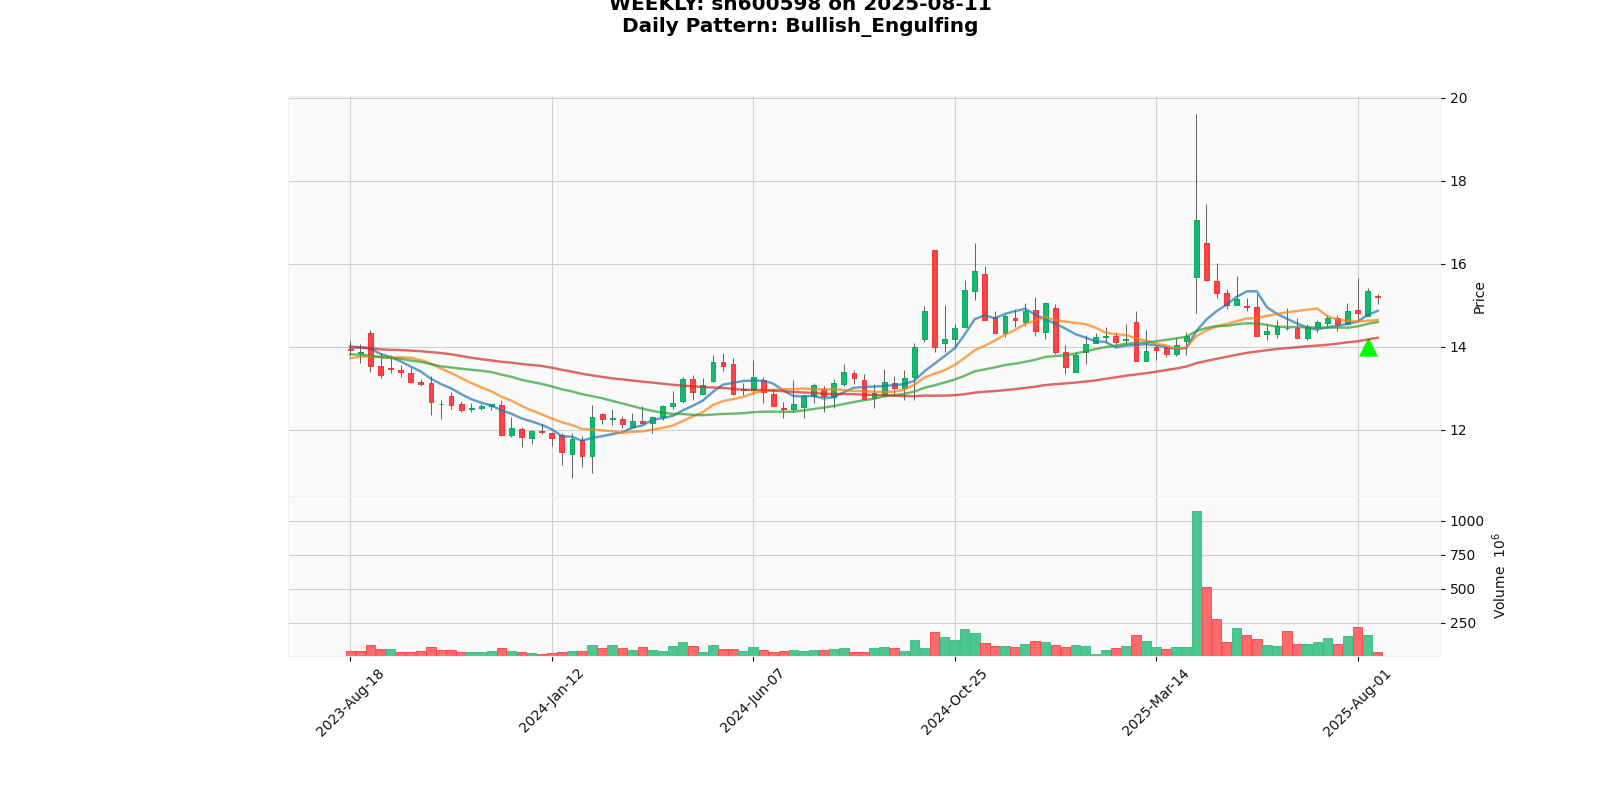 WEEKLY: sh600598 on 2025-08-11
Daily Pattern: Bullish_Engulfing
20
18
16
14
12
Price
1000
750
500
250
Volume 10⁶
2023-Aug-18
2024-Jan-12
2024-Jun-07
2024-Oct-25
2025-Mar-14
2025-Aug-01